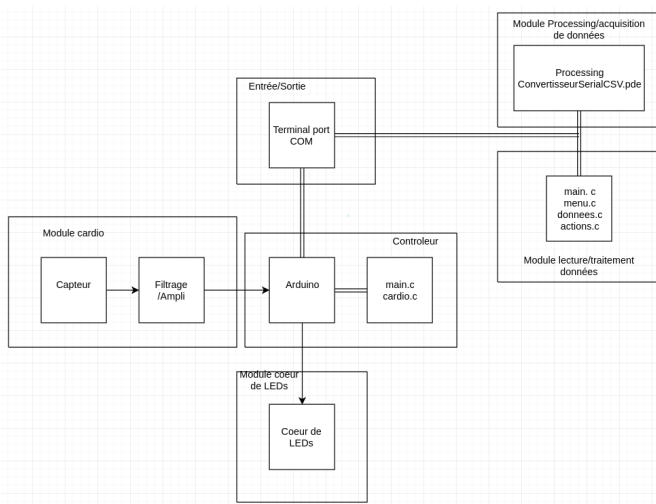 Module Processing/acquisition
de données
Processing
ConvertisseurSerialCSV.pde
Entrée/Sortie
Terminal port
COM
main. c
menu.c
donnees.c
actions.c
Module lecture/traitement
données
Module cardio
Capteur
Filtrage
/Ampli
Controleur
Arduino
main.c
cardio.c
Module coeur
de LEDs
Coeur de
LEDs